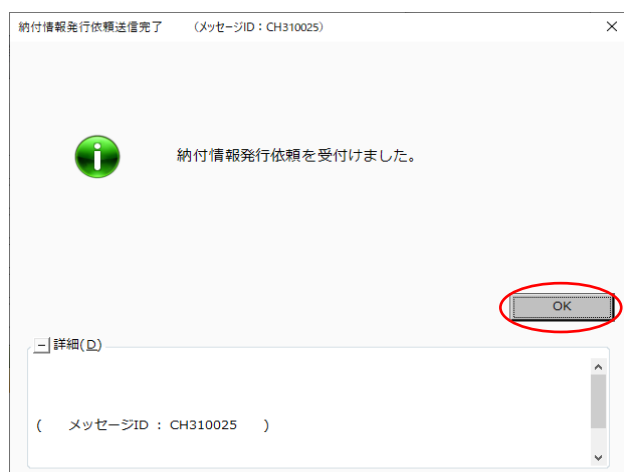 納付情報発行依頼送信完了　　（メッセージID：CH310025）
納付情報発行依頼を受付けました。
OK
詳細(D)
(　メッセージID : CH310025　)